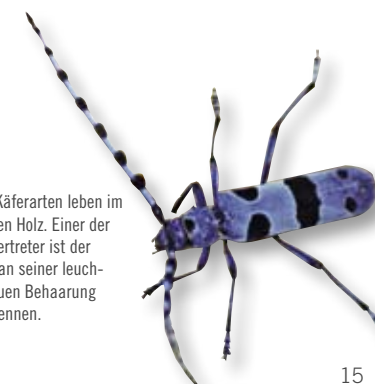 Käferarten leben im
en Holz. Einer der
ertreter ist der
an seiner leuch-
uen Behaarung
ennen.
15